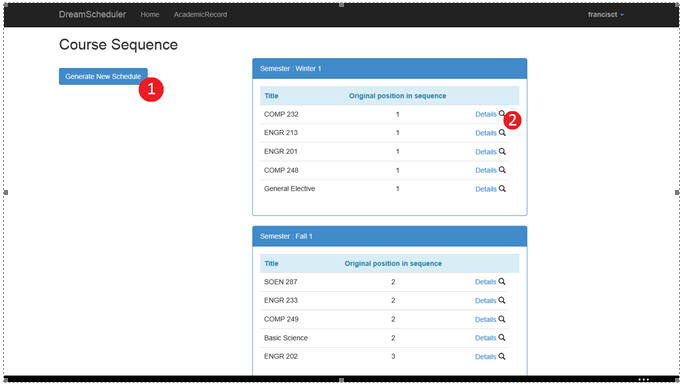 DreamScheduler Home AcademicRecord francisct
Course Sequence
Generate New Schedule
1
Semester : Winter 1
Title Original position in sequence
COMP 232 1 Details
2
ENGR 213 1 Details
ENGR 201 1 Details
COMP 248 1 Details
General Elective 1 Details
Semester : Fall 1
Title Original position in sequence
SOEN 287 2 Details
ENGR 233 2 Details
COMP 249 2 Details
Basic Science 2 Details
ENGR 202 3 Details